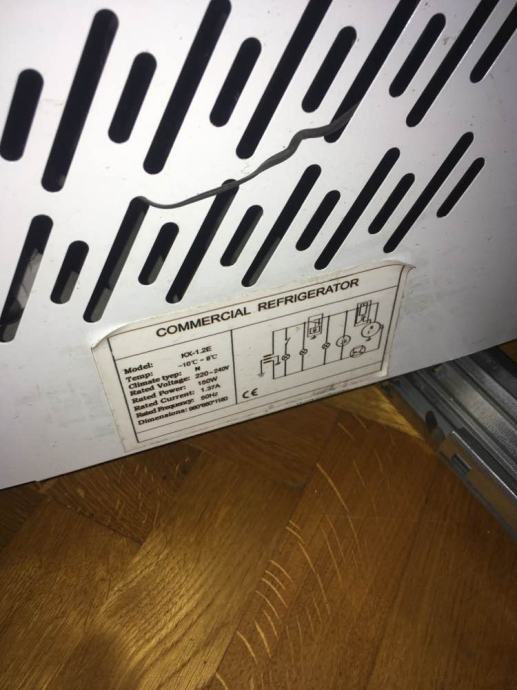 COMMERCIAL REFRIGERATOR
Model: KX-1.2E
Temp: -10℃~8℃
Climate tyep: N
Rated Voltage: 220~240V
Rated Power: 150W
Rated Current: 1.37A
Rated Frequency: 50Hz
Dimensions:
CE